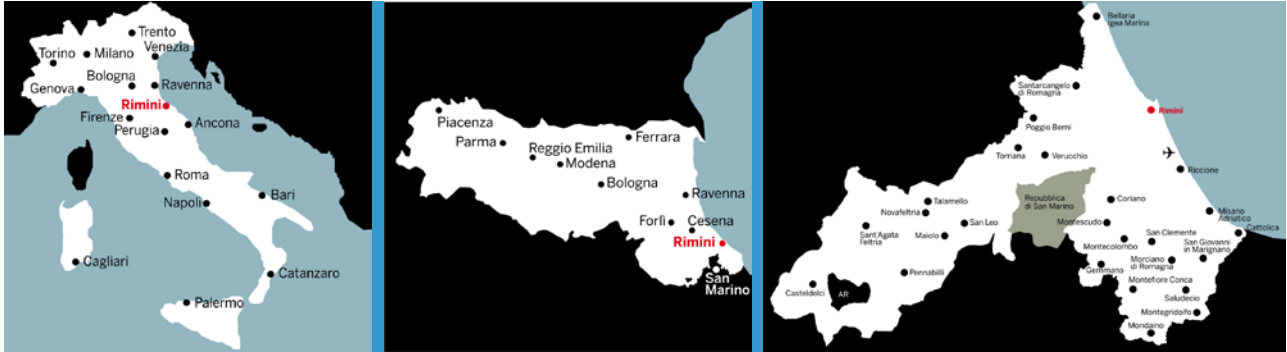 Trento
Torino
Milano
Venezia
Bologna
Ravenna
Genova
Rimini
Firenze
Ancona
Perugia
Roma
Bari
Napoli
Cagliari
Catanzaro
Palermo
Piacenza
Parma
Reggio Emilia
Ferrara
Modena
Bologna
Ravenna
Forlì
Cesena
Rimini
San
Marino
Bellaria
Igea Marina
Santarcangelo
di Romagna
Rimini
Poggio Berni
Torriana
Verucchio
Riccione
Repubblica
di San Marino
Talamello
Coriano
Novafeltria
San Leo
Misano
Adriatico
Montescudo
Cattolica
Sant'Agata
Feltria
Maiolo
San Clemente
Montecolombo
San Giovanni
in Marignano
Pennabilli
Gemmano
Morciano
di Romagna
Montefiore Conca
Casteldelci
AR
Saludecio
Montegridolfo
Mondaino